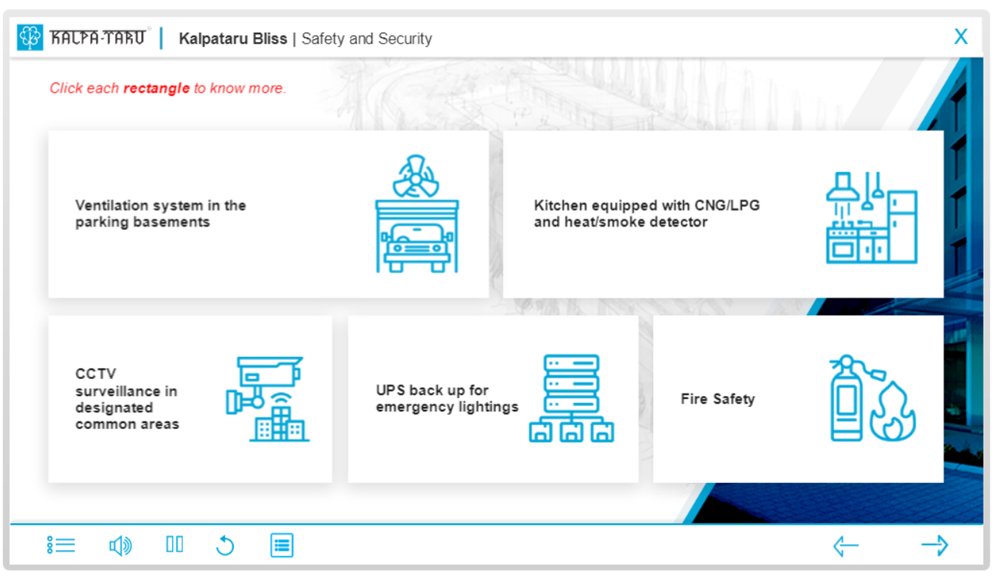 KALPA-TARU® | Kalpataru Bliss | Safety and Security X
Click each rectangle to know more.
Ventilation system in the
parking basements
Kitchen equipped with CNG/LPG
and heat/smoke detector
CCTV
surveillance in
designated
common areas
UPS back up for
emergency lightings
Fire Safety